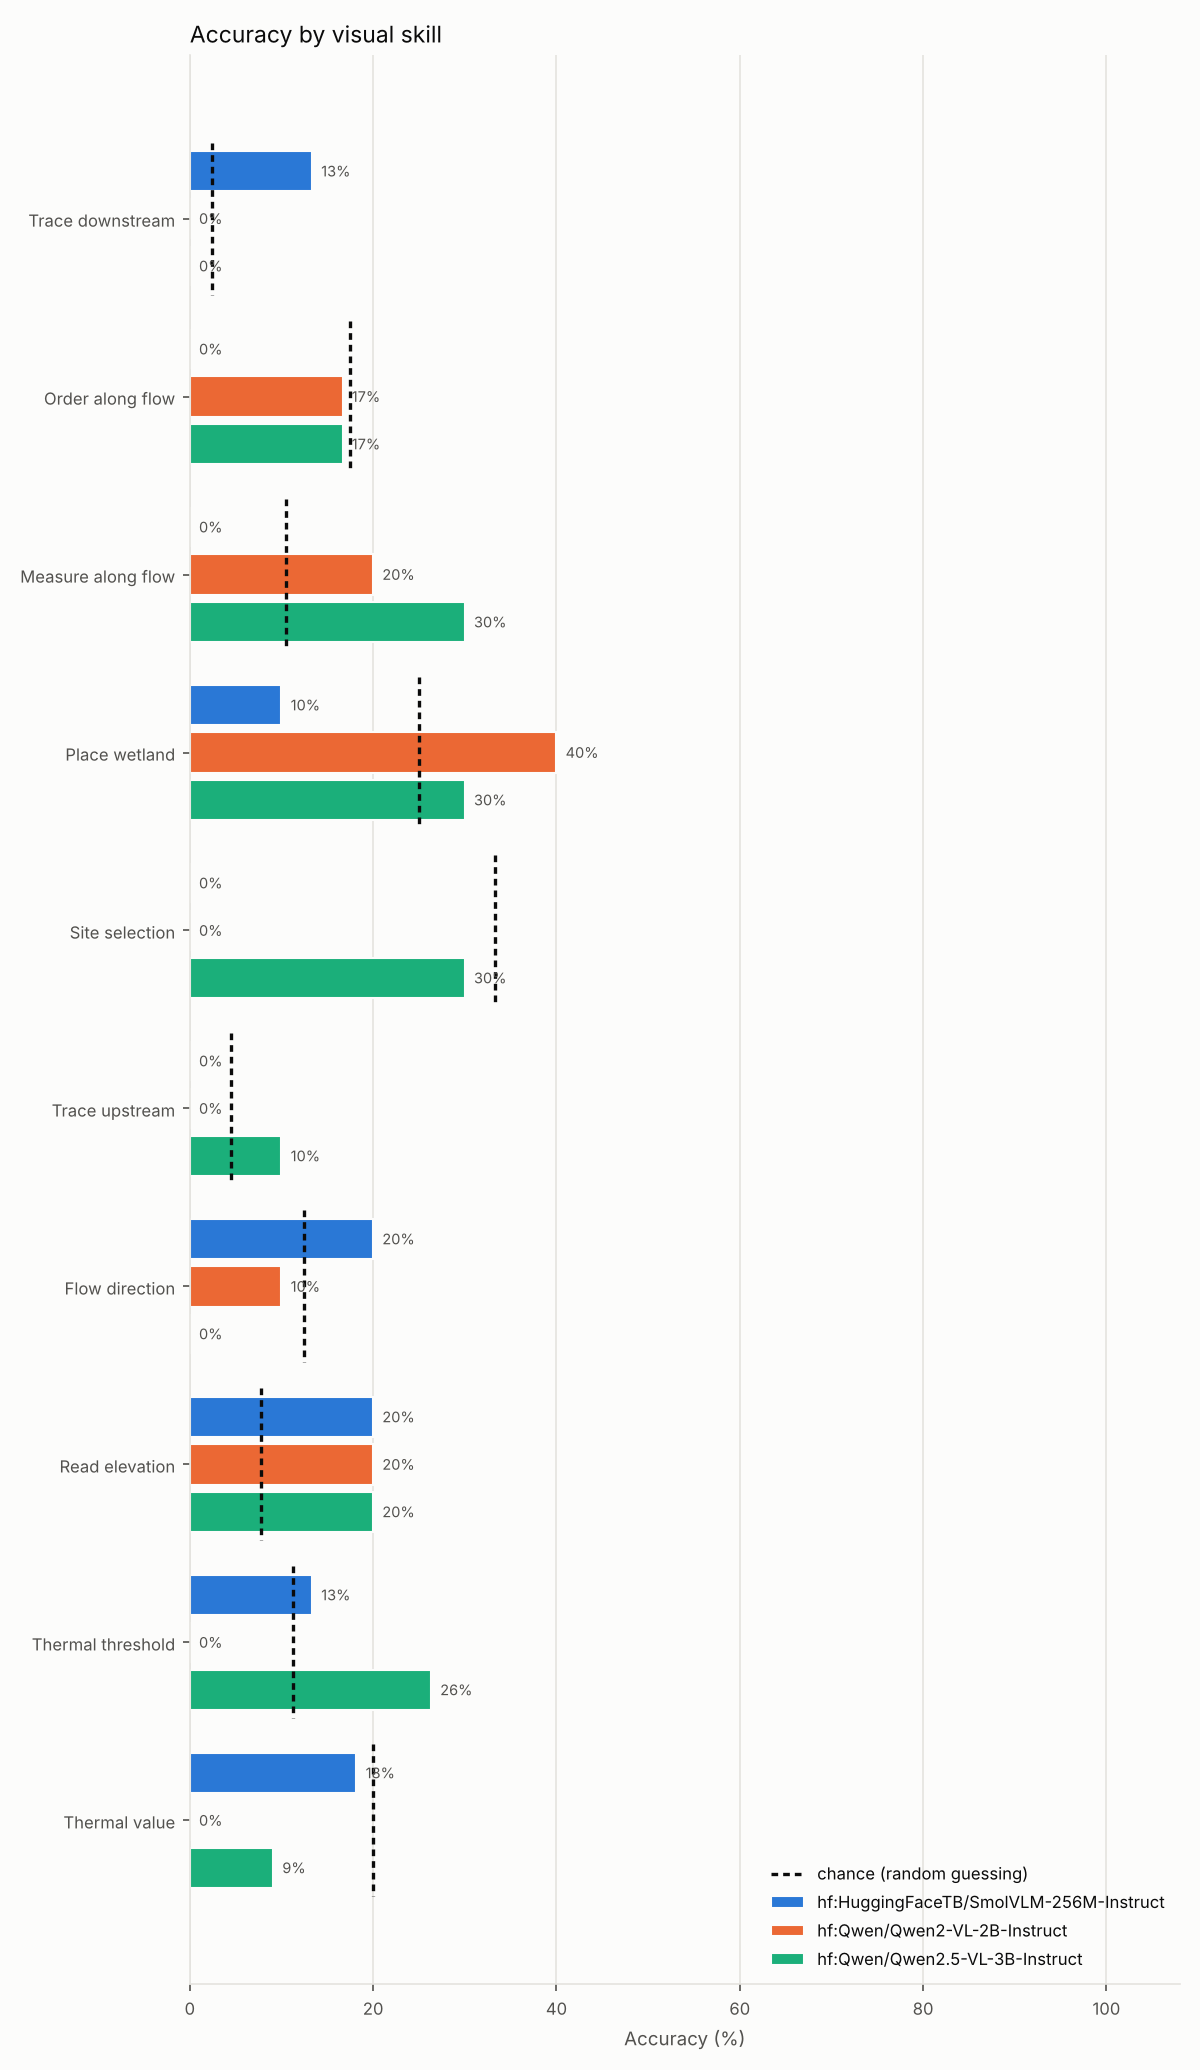 Accuracy by visual skill
13%
Trace downstream
0%
0%
0%
Order along flow
17%
17%
0%
Measure along flow
20%
30%
10%
Place wetland
40%
30%
0%
Site selection
0%
30%
0%
Trace upstream
0%
10%
20%
Flow direction
10%
0%
20%
Read elevation
20%
20%
13%
Thermal threshold
0%
26%
18%
Thermal value
0%
9%
chance (random guessing)
hf:HuggingFaceTB/SmolVLM-256M-Instruct
hf:Qwen/Qwen2-VL-2B-Instruct
hf:Qwen/Qwen2.5-VL-3B-Instruct
0 20 40 60 80 100
Accuracy (%)